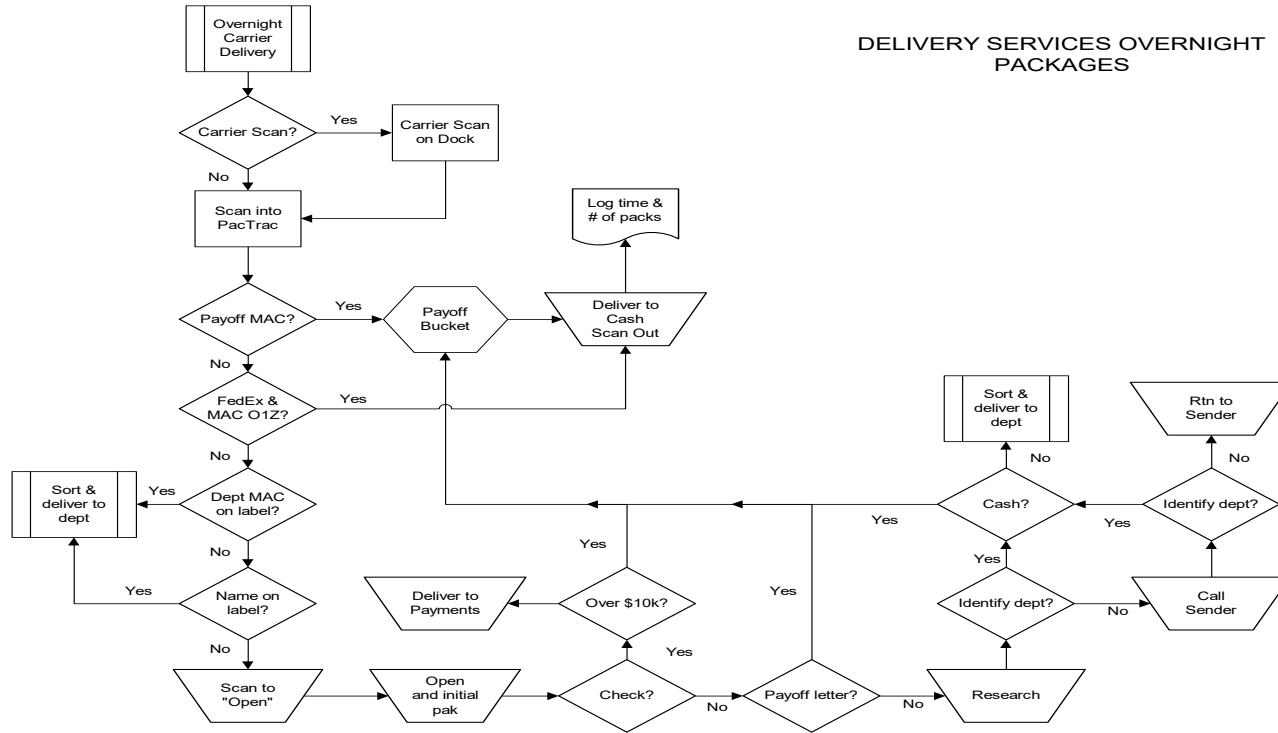 Overnight
Carrier
Delivery
DELIVERY SERVICES OVERNIGHT
PACKAGES
Carrier Scan?
Yes
Carrier Scan
on Dock
No
Scan into
PacTrac
Log time &
# of packs
Payoff MAC?
Yes
Payoff
Bucket
Deliver to
Cash
Scan Out
No
FedEx &
MAC O1Z?
Yes
Sort &
deliver to
dept
Rtn to
Sender
No
No
No
Sort &
deliver to
dept
Yes
Dept MAC
on label?
Cash?
Identify dept?
Yes
Yes
No
Yes
Yes
Yes
Name on
label?
Deliver to
Payments
Over $10k?
Yes
Identify dept?
No
Call
Sender
No
Yes
Scan to
"Open"
Open
and initial
pak
Check?
No
Payoff letter?
No
Research